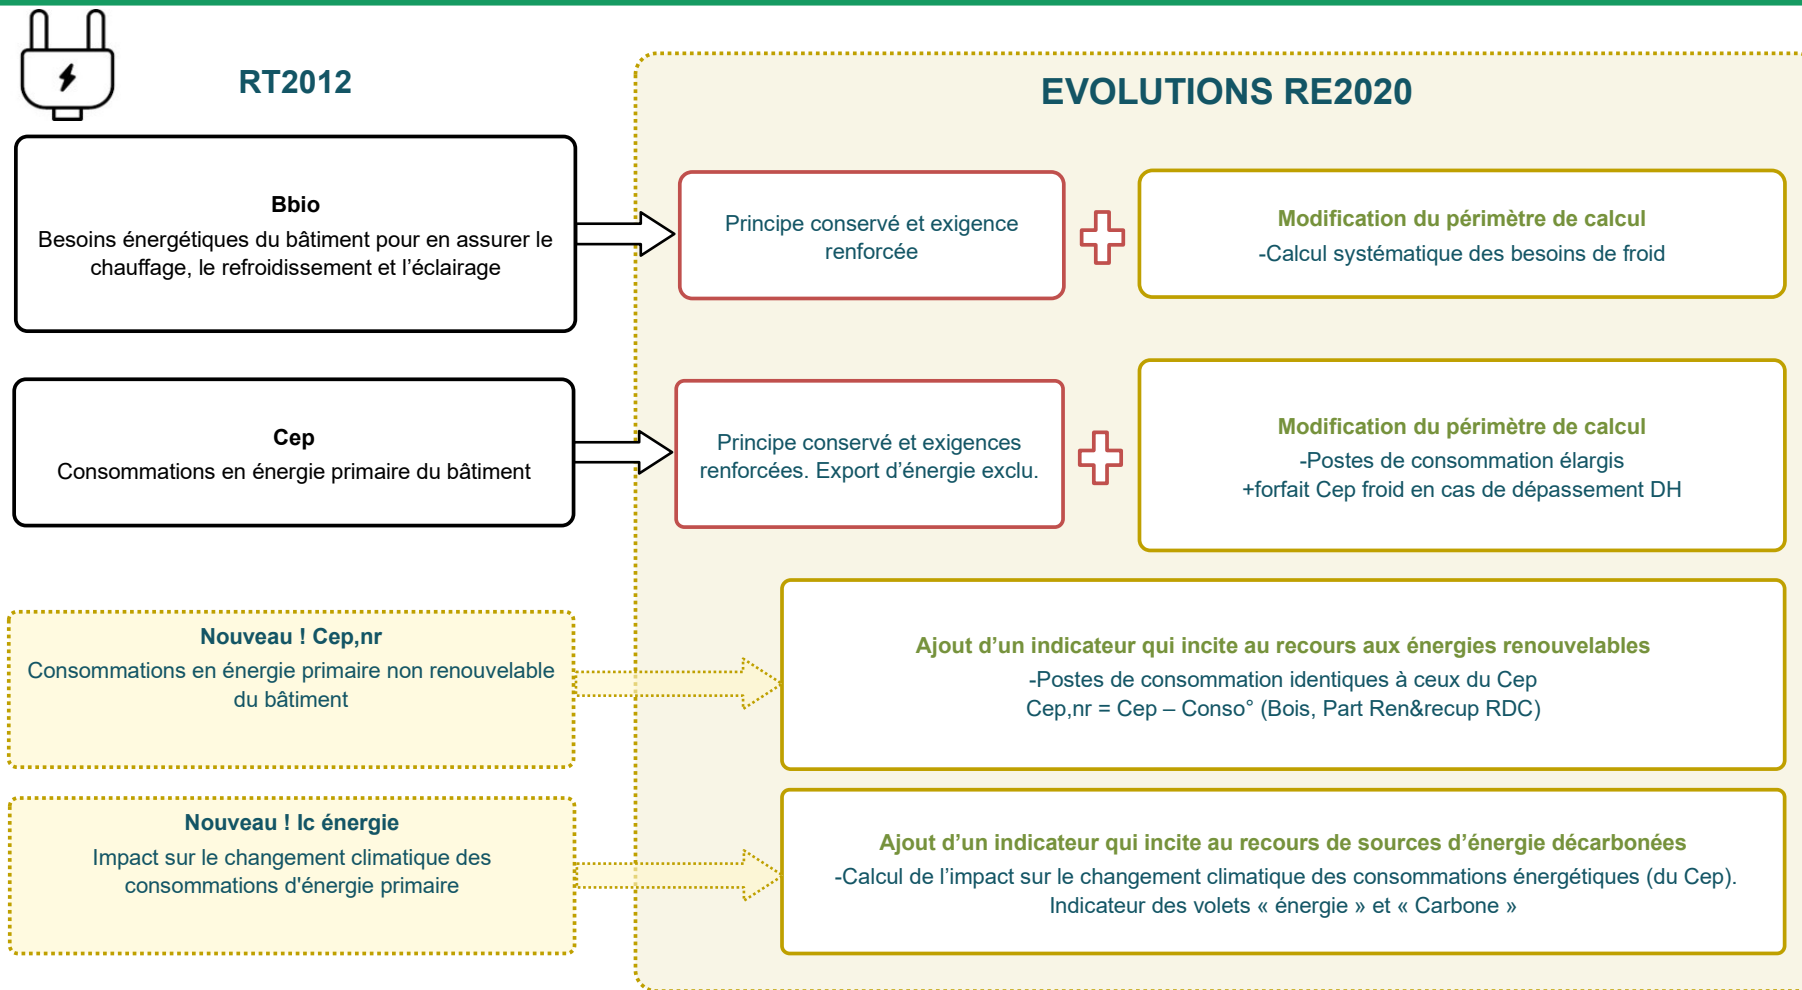 RT2012
EVOLUTIONS RE2020
Bbio
Besoins énergétiques du bâtiment pour en assurer le
chauffage, le refroidissement et l’éclairage
Principe conservé et exigence
renforcée
Modification du périmètre de calcul
-Calcul systématique des besoins de froid
Cep
Consommations en énergie primaire du bâtiment
Principe conservé et exigences
renforcées. Export d’énergie exclu.
Modification du périmètre de calcul
-Postes de consommation élargis
+forfait Cep froid en cas de dépassement DH
Nouveau ! Cep,nr
Consommations en énergie primaire non renouvelable
du bâtiment
Ajout d’un indicateur qui incite au recours aux énergies renouvelables
-Postes de consommation identiques à ceux du Cep
Cep,nr = Cep – Conso° (Bois, Part Ren&recup RDC)
Nouveau ! Ic énergie
Impact sur le changement climatique des
consommations d'énergie primaire
Ajout d’un indicateur qui incite au recours de sources d’énergie décarbonées
-Calcul de l’impact sur le changement climatique des consommations énergétiques (du Cep).
Indicateur des volets « énergie » et « Carbone »